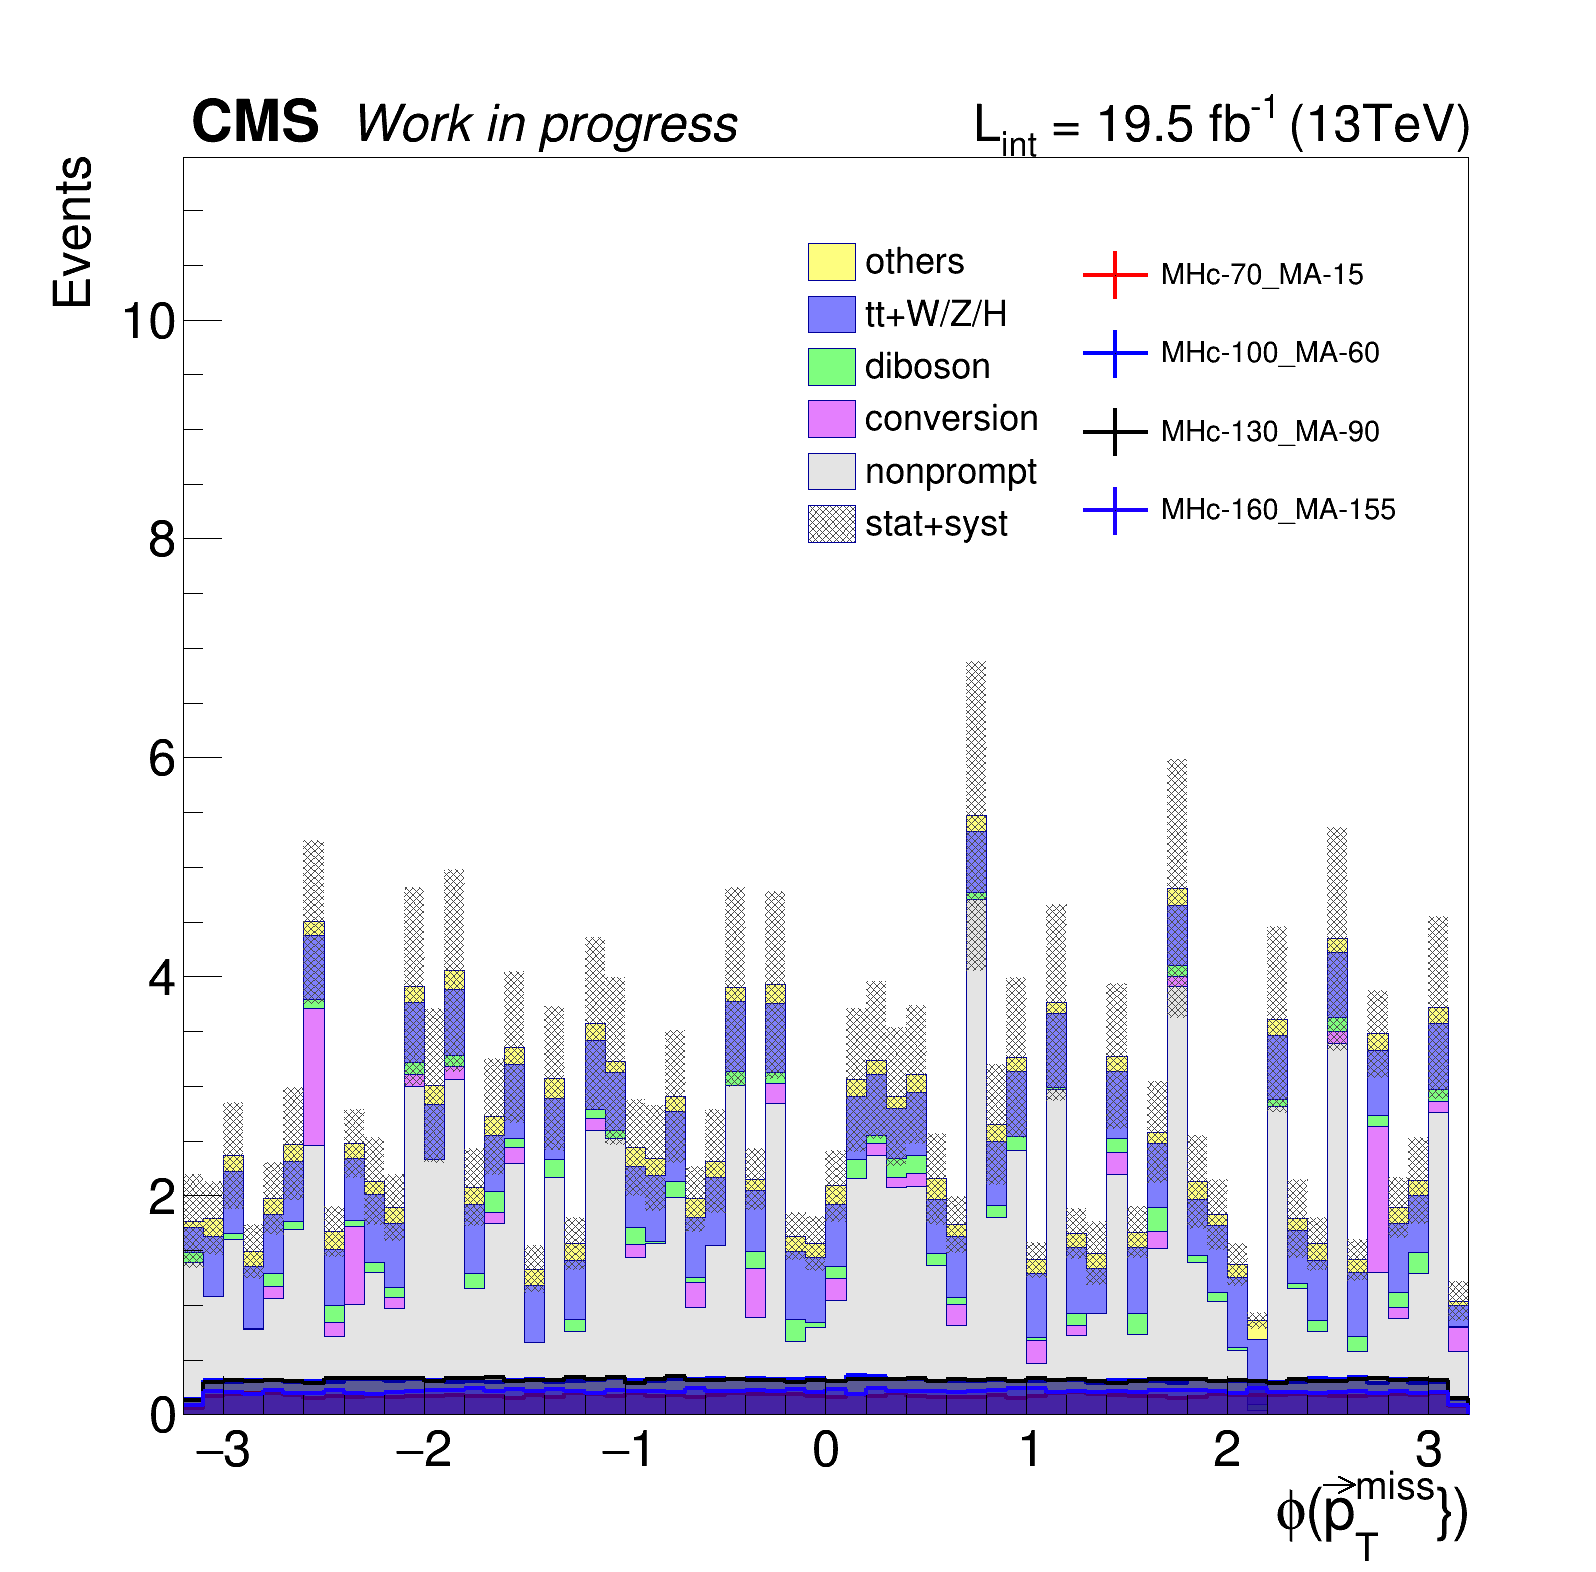 CMS Work in progress
L_int = 19.5 fb^-1 (13TeV)
Events
others
tt+W/Z/H
diboson
conversion
nonprompt
stat+syst
MHc-70_MA-15
MHc-100_MA-60
MHc-130_MA-90
MHc-160_MA-155
10
8
6
4
2
0
−3 −2 −1 0 1 2 3
ϕ(p⃗_T^miss})